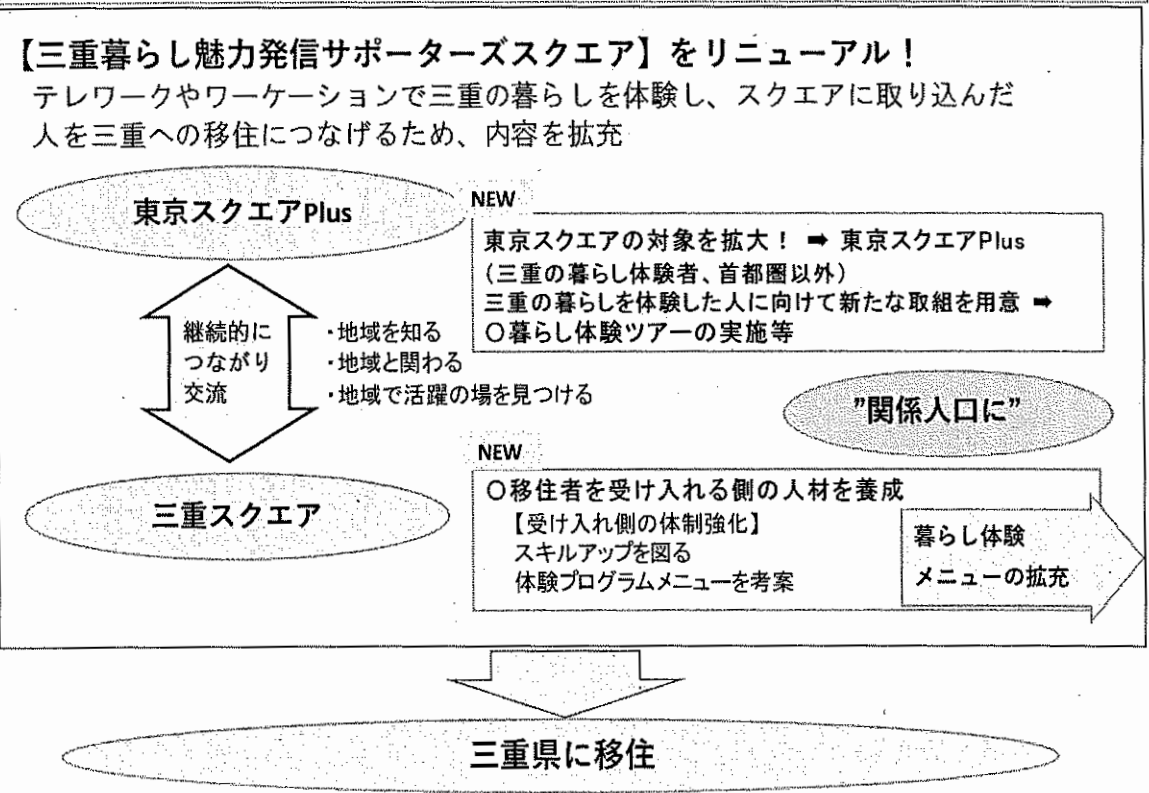 【三重暮らし魅力発信サポーターズスクエア】をリニューアル！
テレワークやワーケーションで三重の暮らしを体験し、スクエアに取り込んだ
人を三重への移住につなげるため、内容を拡充
東京スクエアPlus
NEW
東京スクエアの対象を拡大！ ➡ 東京スクエアPlus
（三重の暮らし体験者、首都圏以外）
三重の暮らしを体験した人に向けて新たな取組を用意 ➡
○暮らし体験ツアーの実施等
継続的に
つながり
交流
・地域を知る
・地域と関わる
・地域で活躍の場を見つける
”関係人口に”
三重スクエア
NEW
○移住者を受け入れる側の人材を養成
【受け入れ側の体制強化】
スキルアップを図る
体験プログラムメニューを考案
暮らし体験
メニューの拡充
三重県に移住